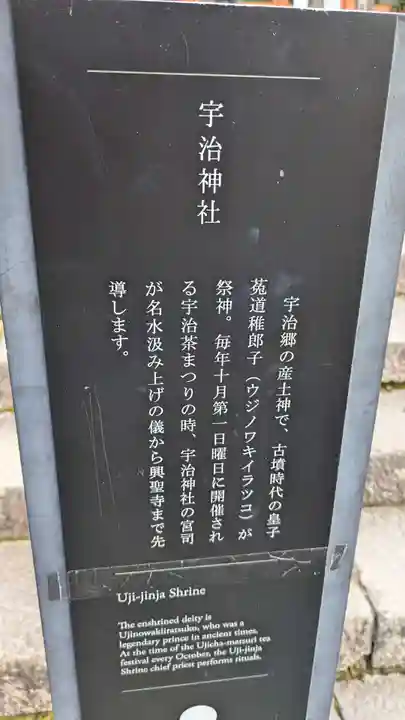 宇治神社
宇治郷の産土神で、古墳時代の皇子
菟道稚郎子（ウジノワキイラツコ）が
祭神。毎年十月第一日曜日に開催され
る宇治茶まつりの時、宇治神社の宮司
が名水汲み上げの儀から興聖寺まで先
導します。
Uji-jinja Shrine
The enshrined deity is
Ujinowakiiratsuko, who was a
legendary prince in ancient times.
At the time of the Ujicha-matsuri tea
festival every October, the Uji-jinja
Shrine chief priest performs rituals.